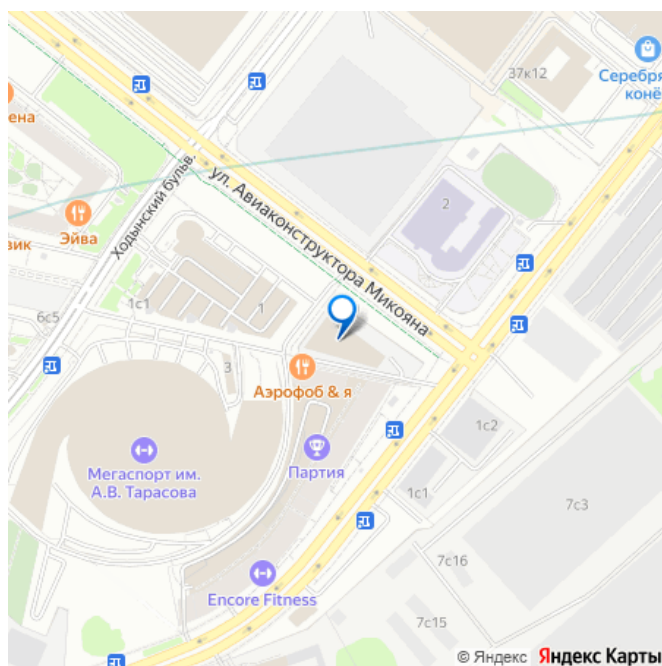 37к12
Серебря
конё
ена
Ходынский бульв.
ул. Авиаконструктора Микояна
2
Эйва
вик
1с1
1
6с5
3
Аэрофоб & я
1с2
Мегаспорт им.
А.В. Тарасова
Партия
1с1
7с3
7с16
Encore Fitness
7с15
© Яндекс Яндекс Карты